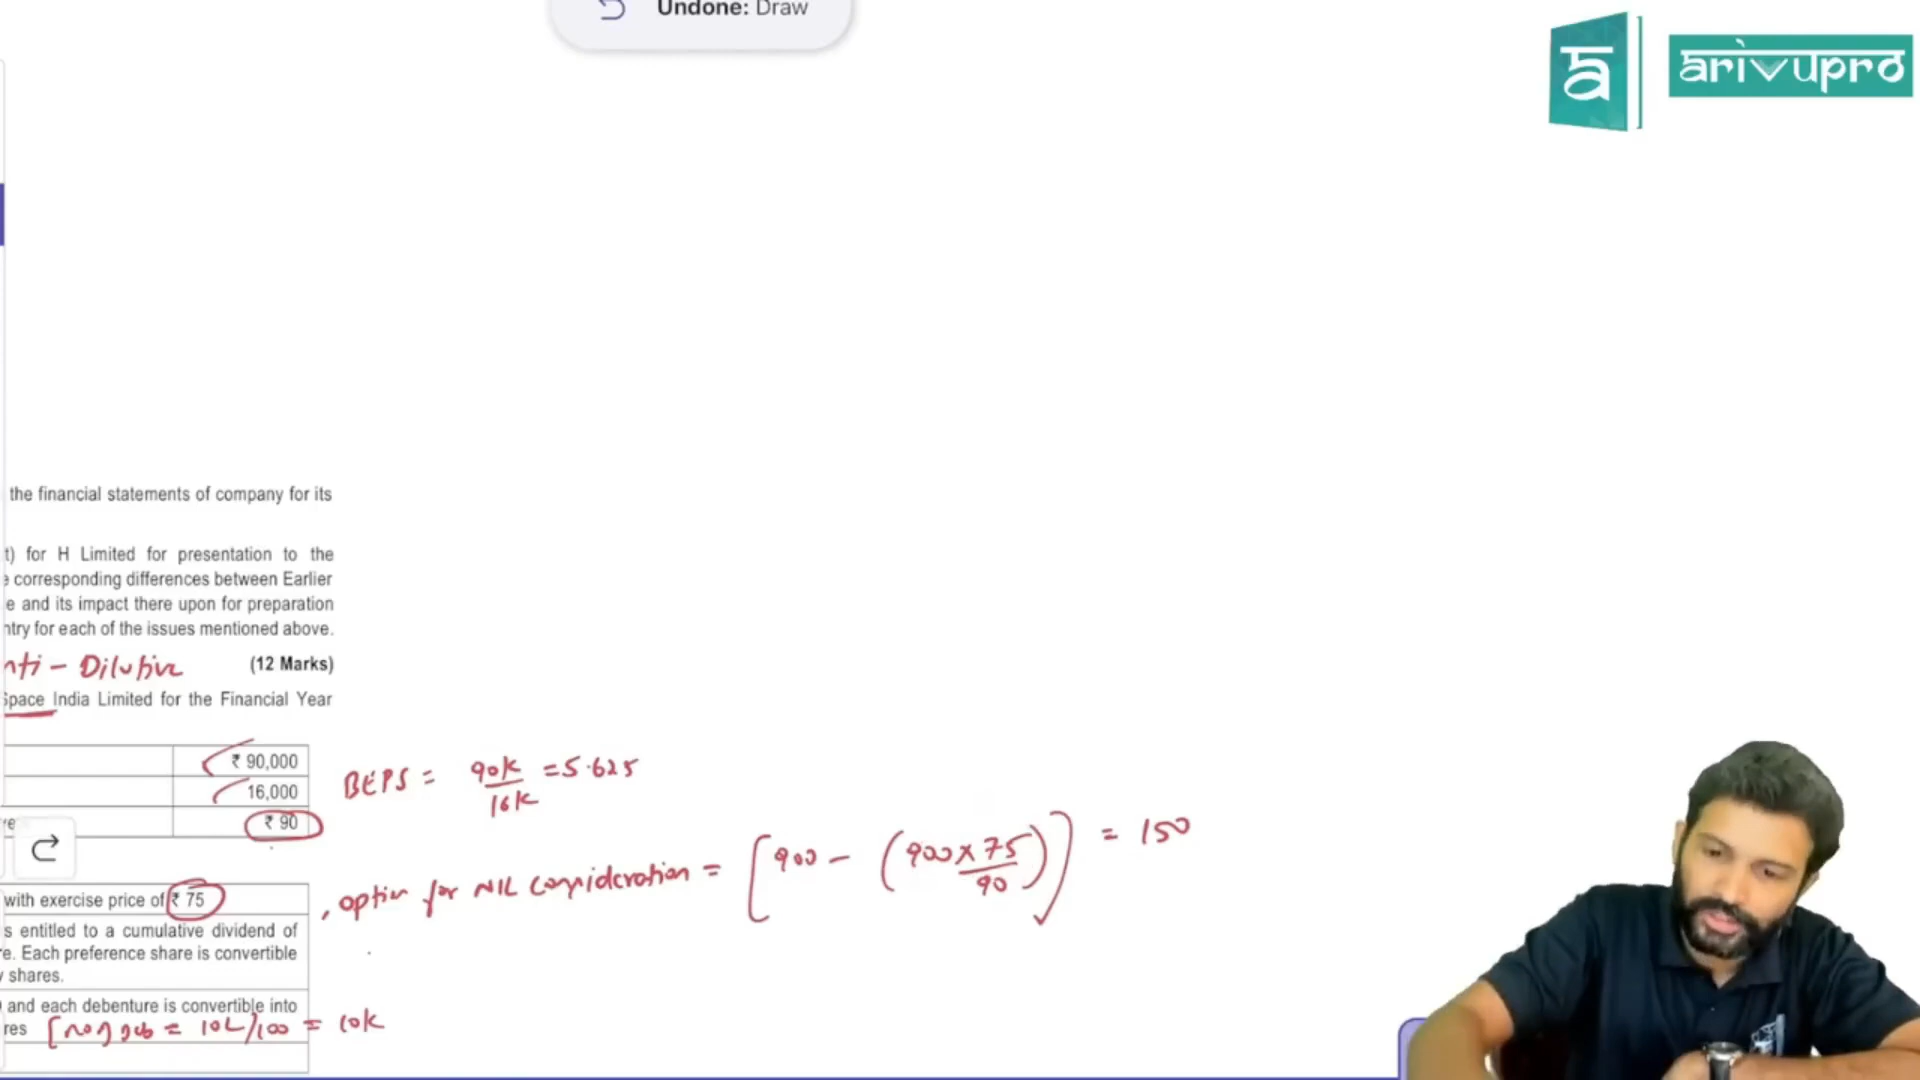 Undone: Draw
ā
arivupro
the financial statements of company for its
t) for H Limited for presentation to the
e corresponding differences between Earlier
e and its impact there upon for preparation
ntry for each of the issues mentioned above.
nti - Dilutive (12 Marks)
Space India Limited for the Financial Year
₹ 90,000
16,000
re ₹ 90
BEPS = 90k/16k = 5.625
with exercise price of ₹ 75
, option for NIL consideration = [900 - (900 × 75/90)] = 150
s entitled to a cumulative dividend of
re. Each preference share is convertible
y shares.
) and each debenture is convertible into
res [no of deb = 10L/100 = 10k